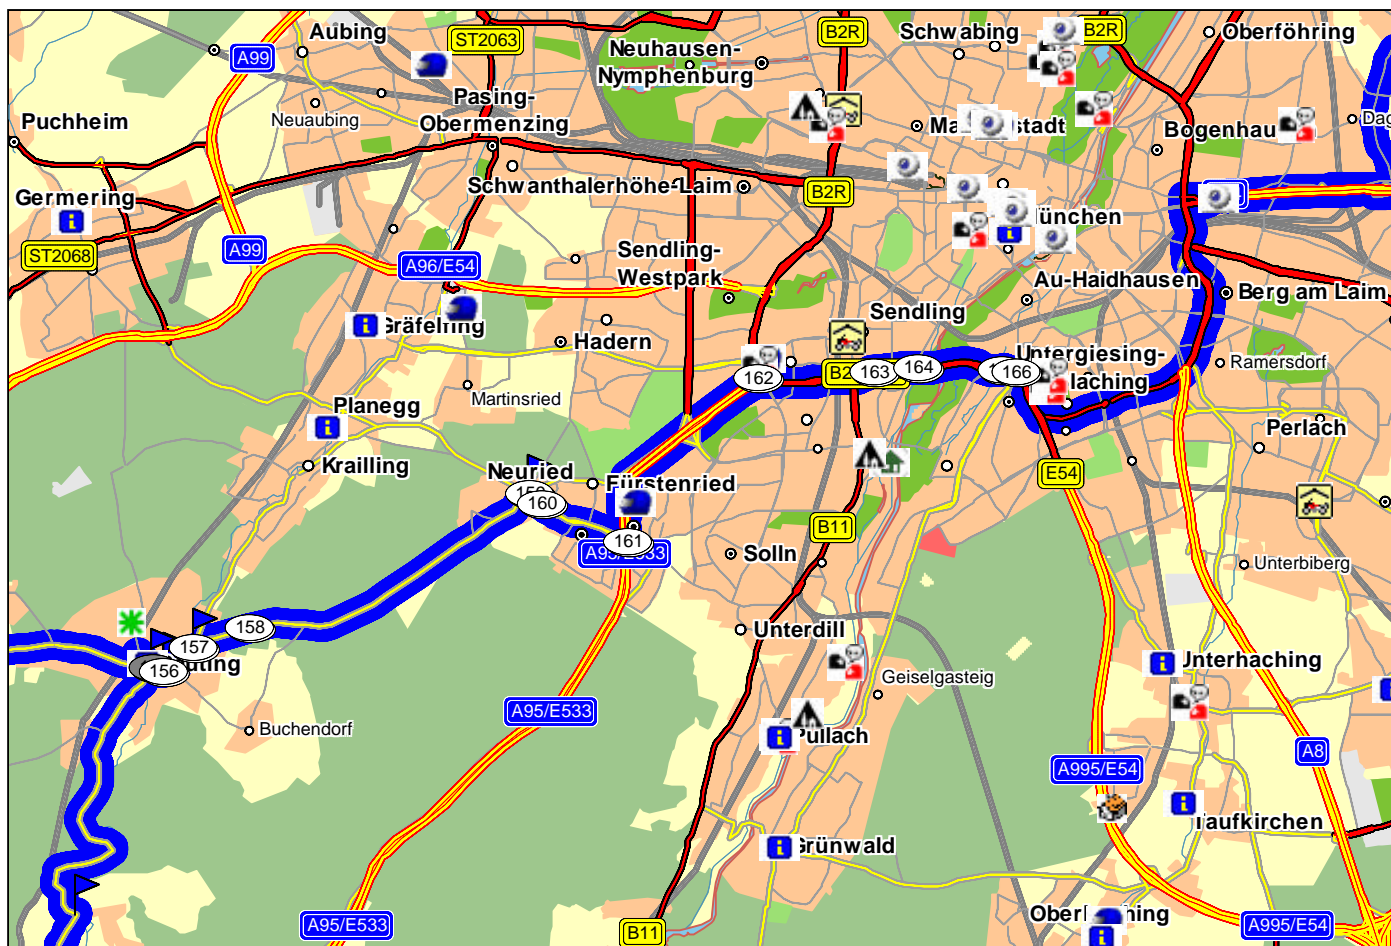 Aubing
ST2063
B2R
Schwabing
B2R
Oberföhring
A99
Neuhausen-
Nymphenburg
Pasing-
Obermenzing
Neuaubing
Puchheim
Bogenhau
Schwanthalerhöhe-Laim
B2R
Germering
ünchen
ST2068
A99
A96/E54
Sendling-
Westpark
Au-Haidhausen
Berg am Laim
Sendling
Gräfelfing
Hadern
Untergiesing-
Ramersdorf
162
163
164
166
Martinsried
Planegg
Perlach
Krailling
Neuried
Fürstenried
E54
160
161
B11
Solln
Unterbiberg
158
157
156
Unterdill
Unterhaching
Geiselgasteig
Buchendorf
A95/E533
Pullach
A8
A995/E54
Taufkirchen
Grünwald
A95/E533
B11
A995/E54